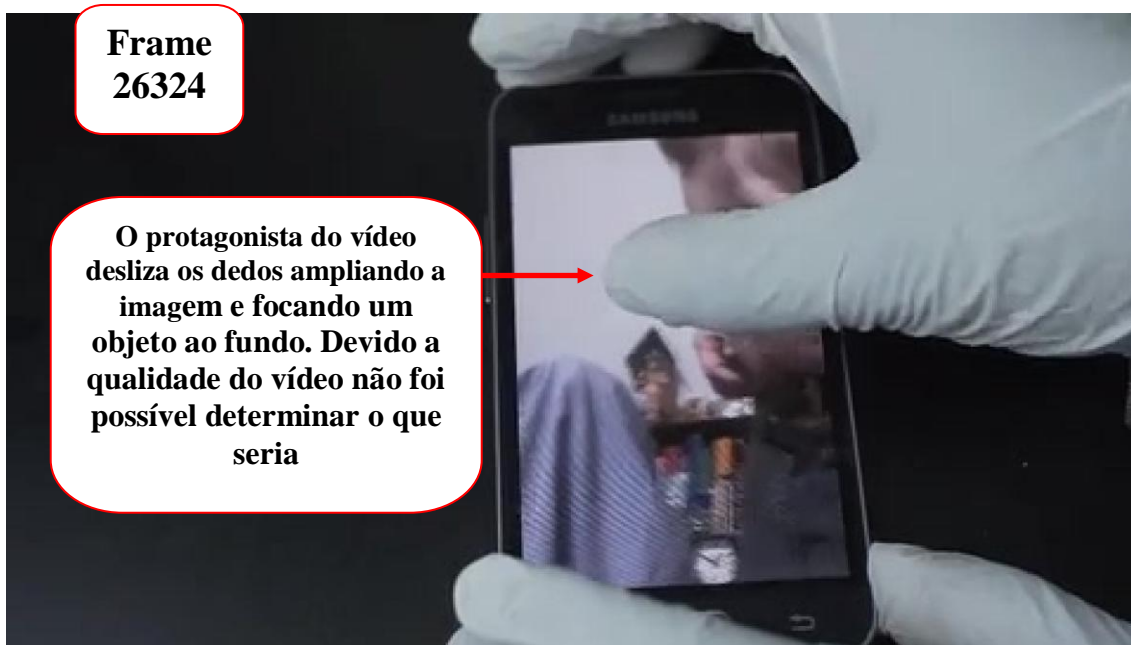 Frame
26324
SAMSUNG
O protagonista do vídeo
desliza os dedos ampliando a
imagem e focando um
objeto ao fundo. Devido a
qualidade do vídeo não foi
possível determinar o que
seria